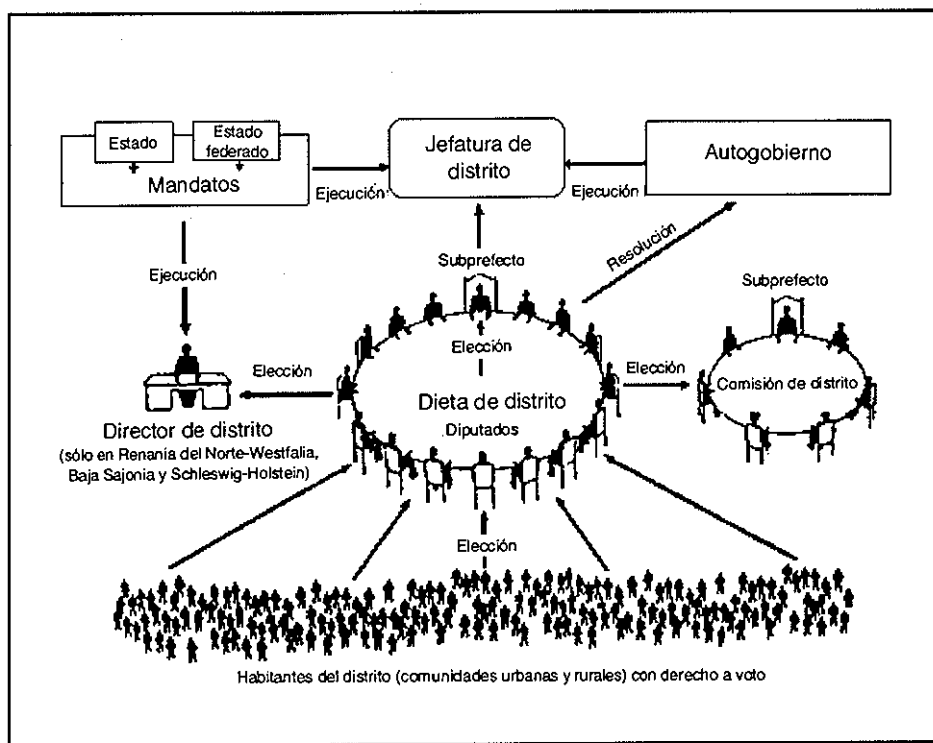 Estado
Estado
federado
Mandatos
Ejecución
Jefatura de
distrito
Ejecución
Autogobierno
Ejecución
Subprefecto
Resolución
Subprefecto
Elección
Elección
Elección
Comisión de distrito
Dieta de distrito
Diputados
Director de distrito
(sólo en Renania del Norte-Westfalia,
Baja Sajonia y Schleswig-Holstein)
Elección
Habitantes del distrito (comunidades urbanas y rurales) con derecho a voto